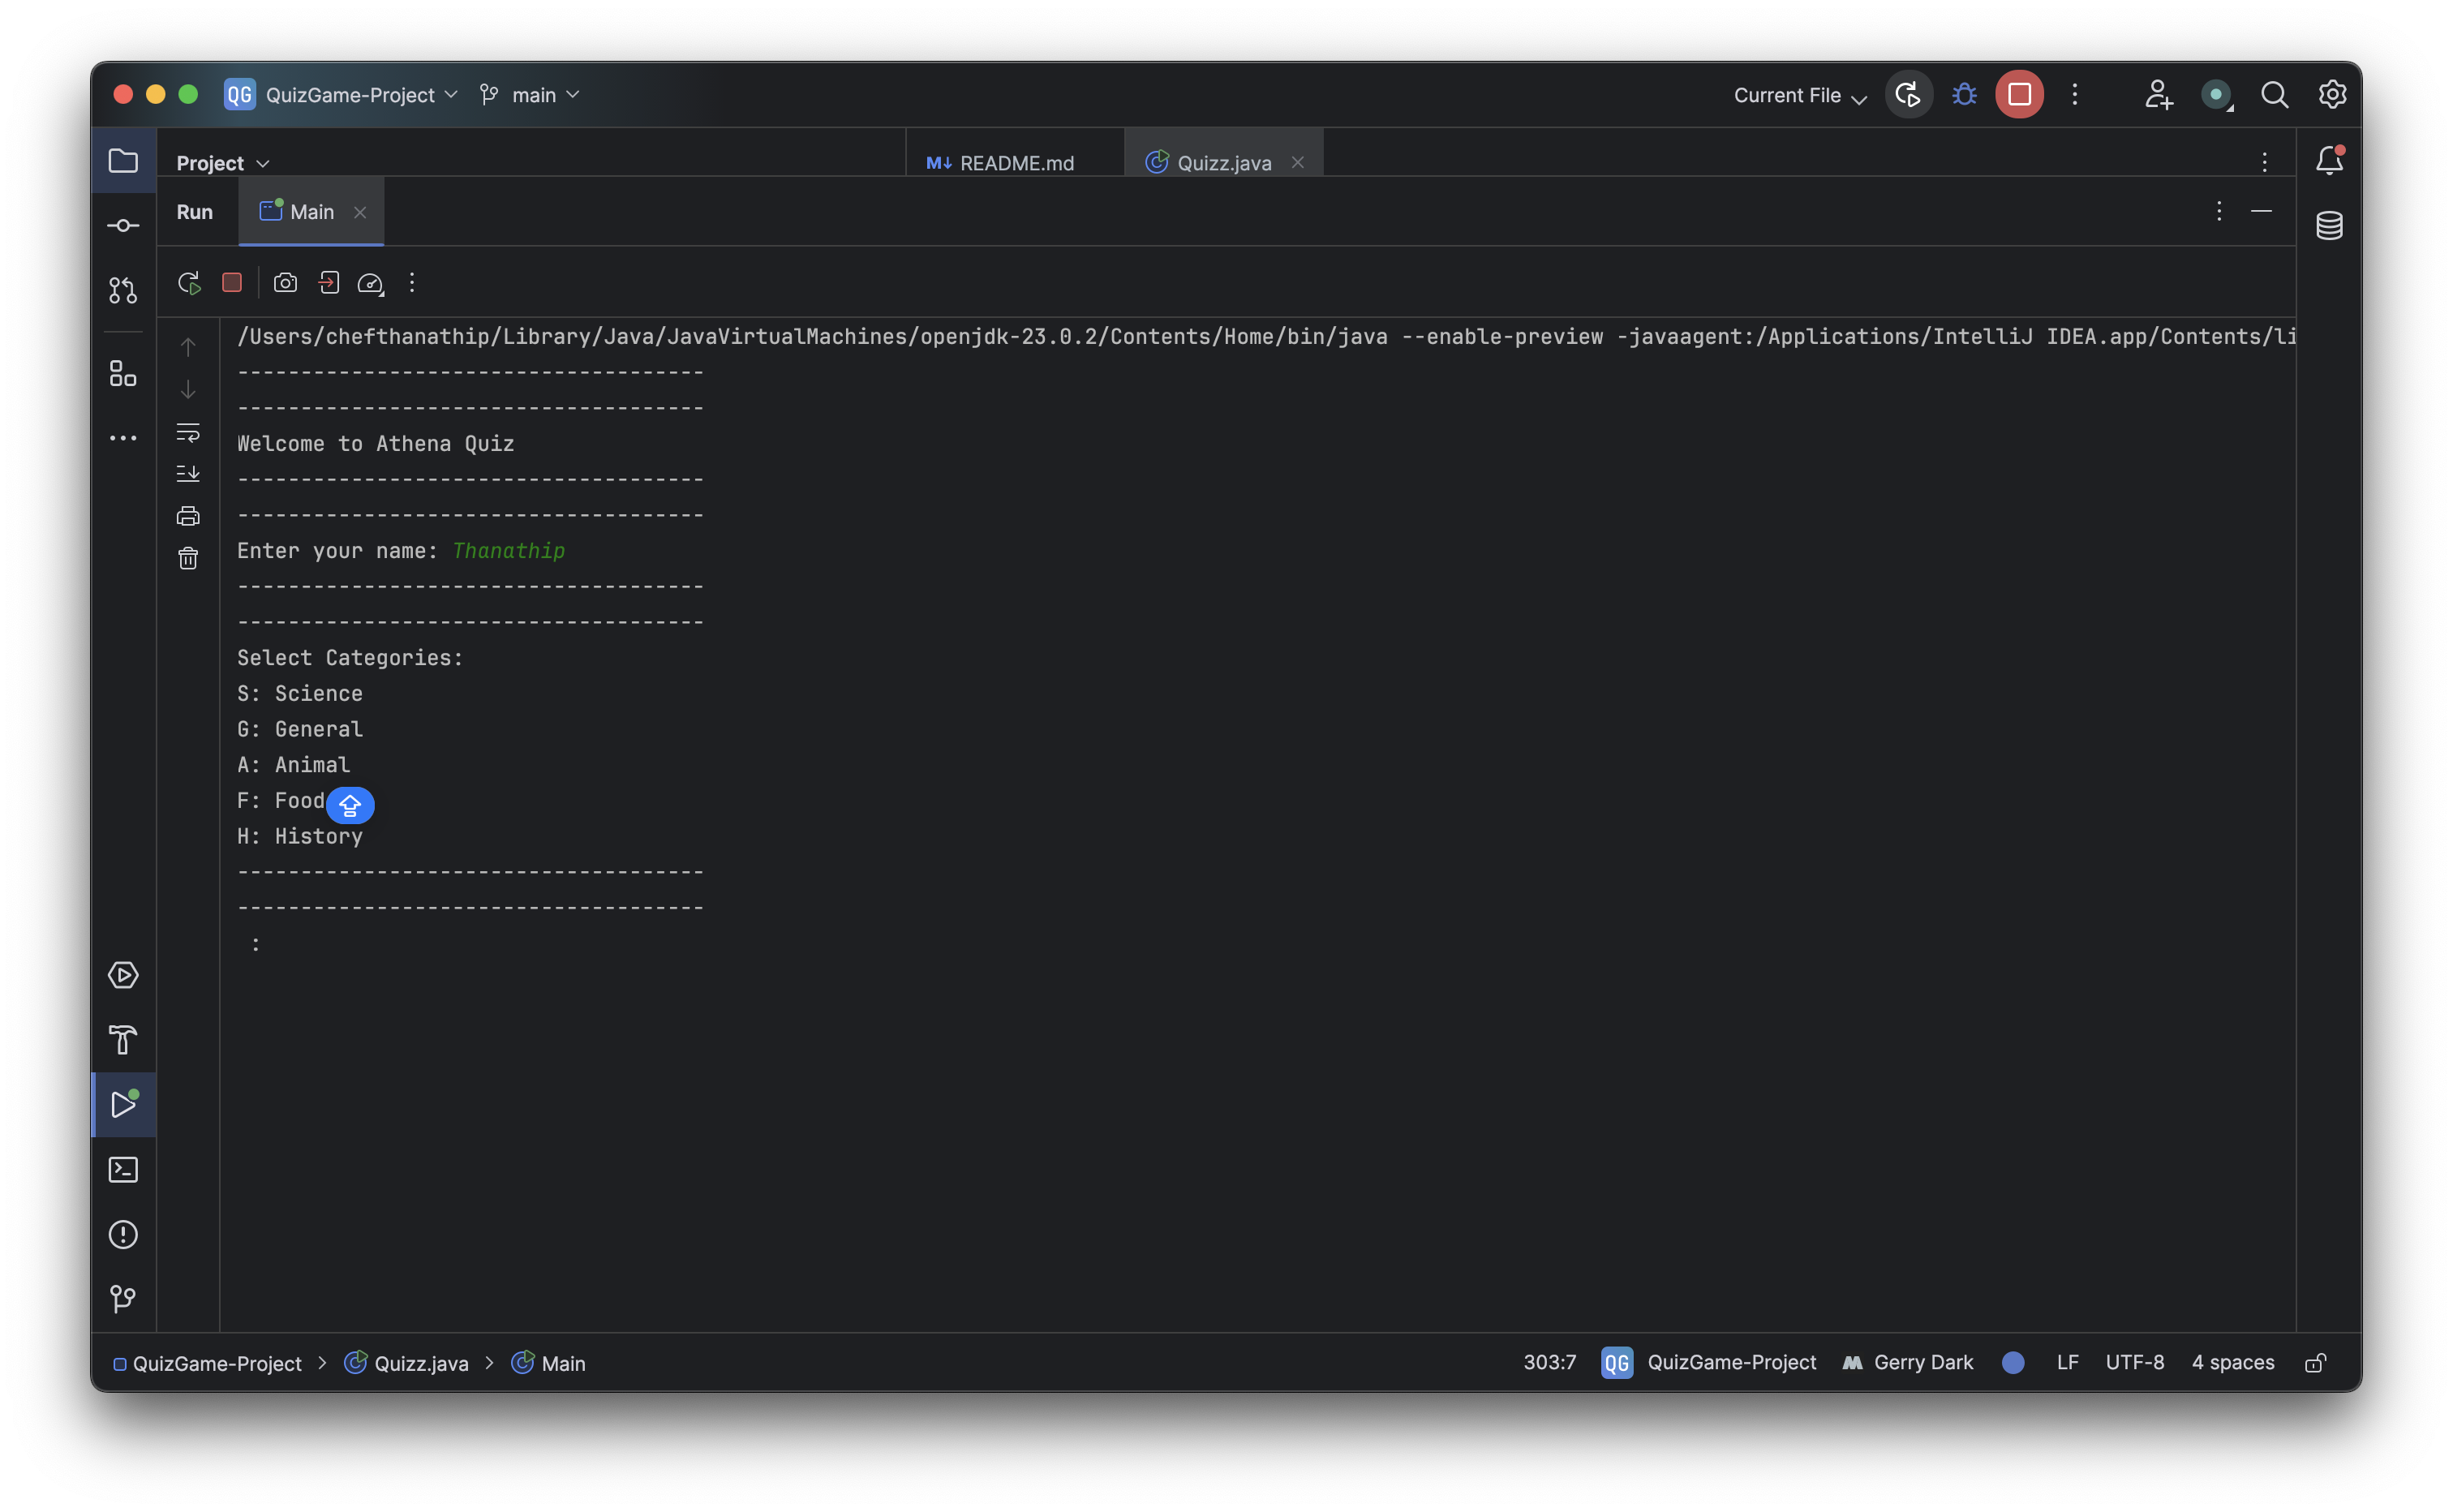 QG QuizGame-Project main Current File
Project README.md Quizz.java
Run Main
/Users/chefthanathip/Library/Java/JavaVirtualMachines/openjdk-23.0.2/Contents/Home/bin/java --enable-preview -javaagent:/Applications/IntelliJ IDEA.app/Contents/li
-------------------------------------
-------------------------------------
Welcome to Athena Quiz
-------------------------------------
-------------------------------------
Enter your name: Thanathip
-------------------------------------
-------------------------------------
Select Categories:
S: Science
G: General
A: Animal
F: Food
H: History
-------------------------------------
-------------------------------------
:
QuizGame-Project > Quizz.java > Main 303:7 QG QuizGame-Project Gerry Dark LF UTF-8 4 spaces